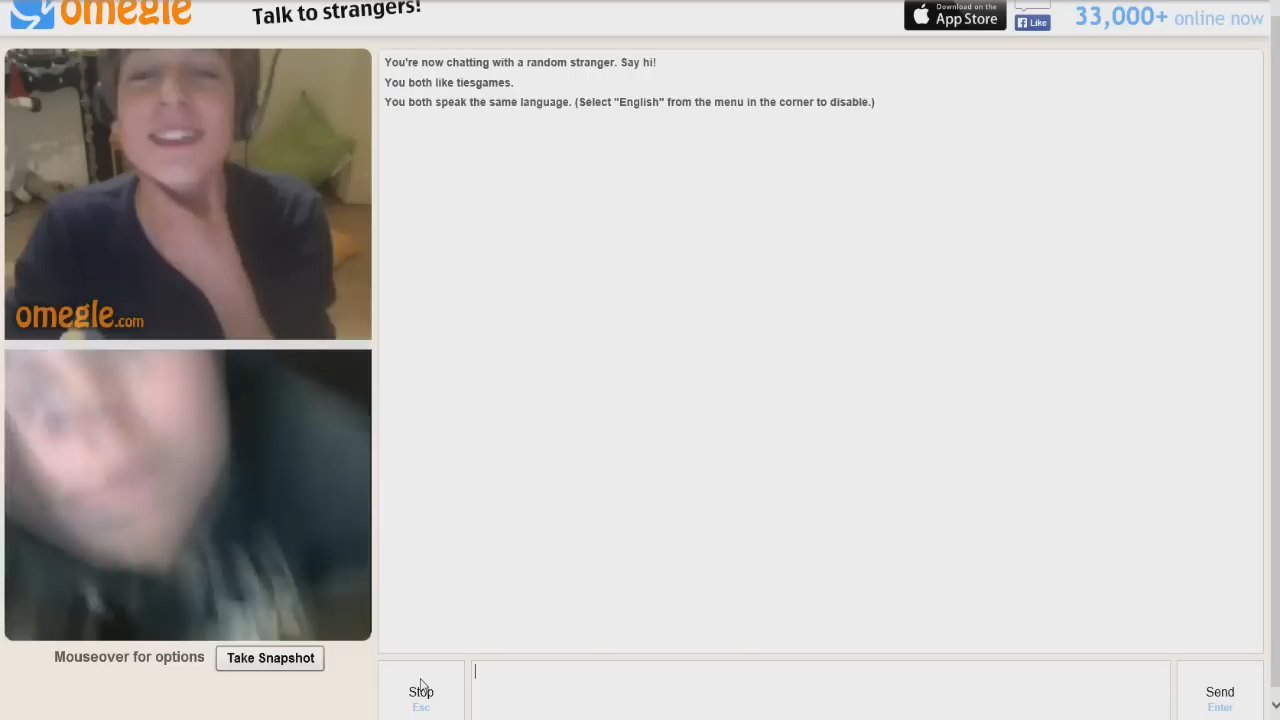 omegle
Talk to strangers!
Download on the
App Store
Like
33,000+ online now
You're now chatting with a random stranger. Say hi!
You both like tiesgames.
You both speak the same language. (Select "English" from the menu in the corner to disable.)
omegle.com
Mouseover for options
Take Snapshot
Stop
Esc
Send
Enter